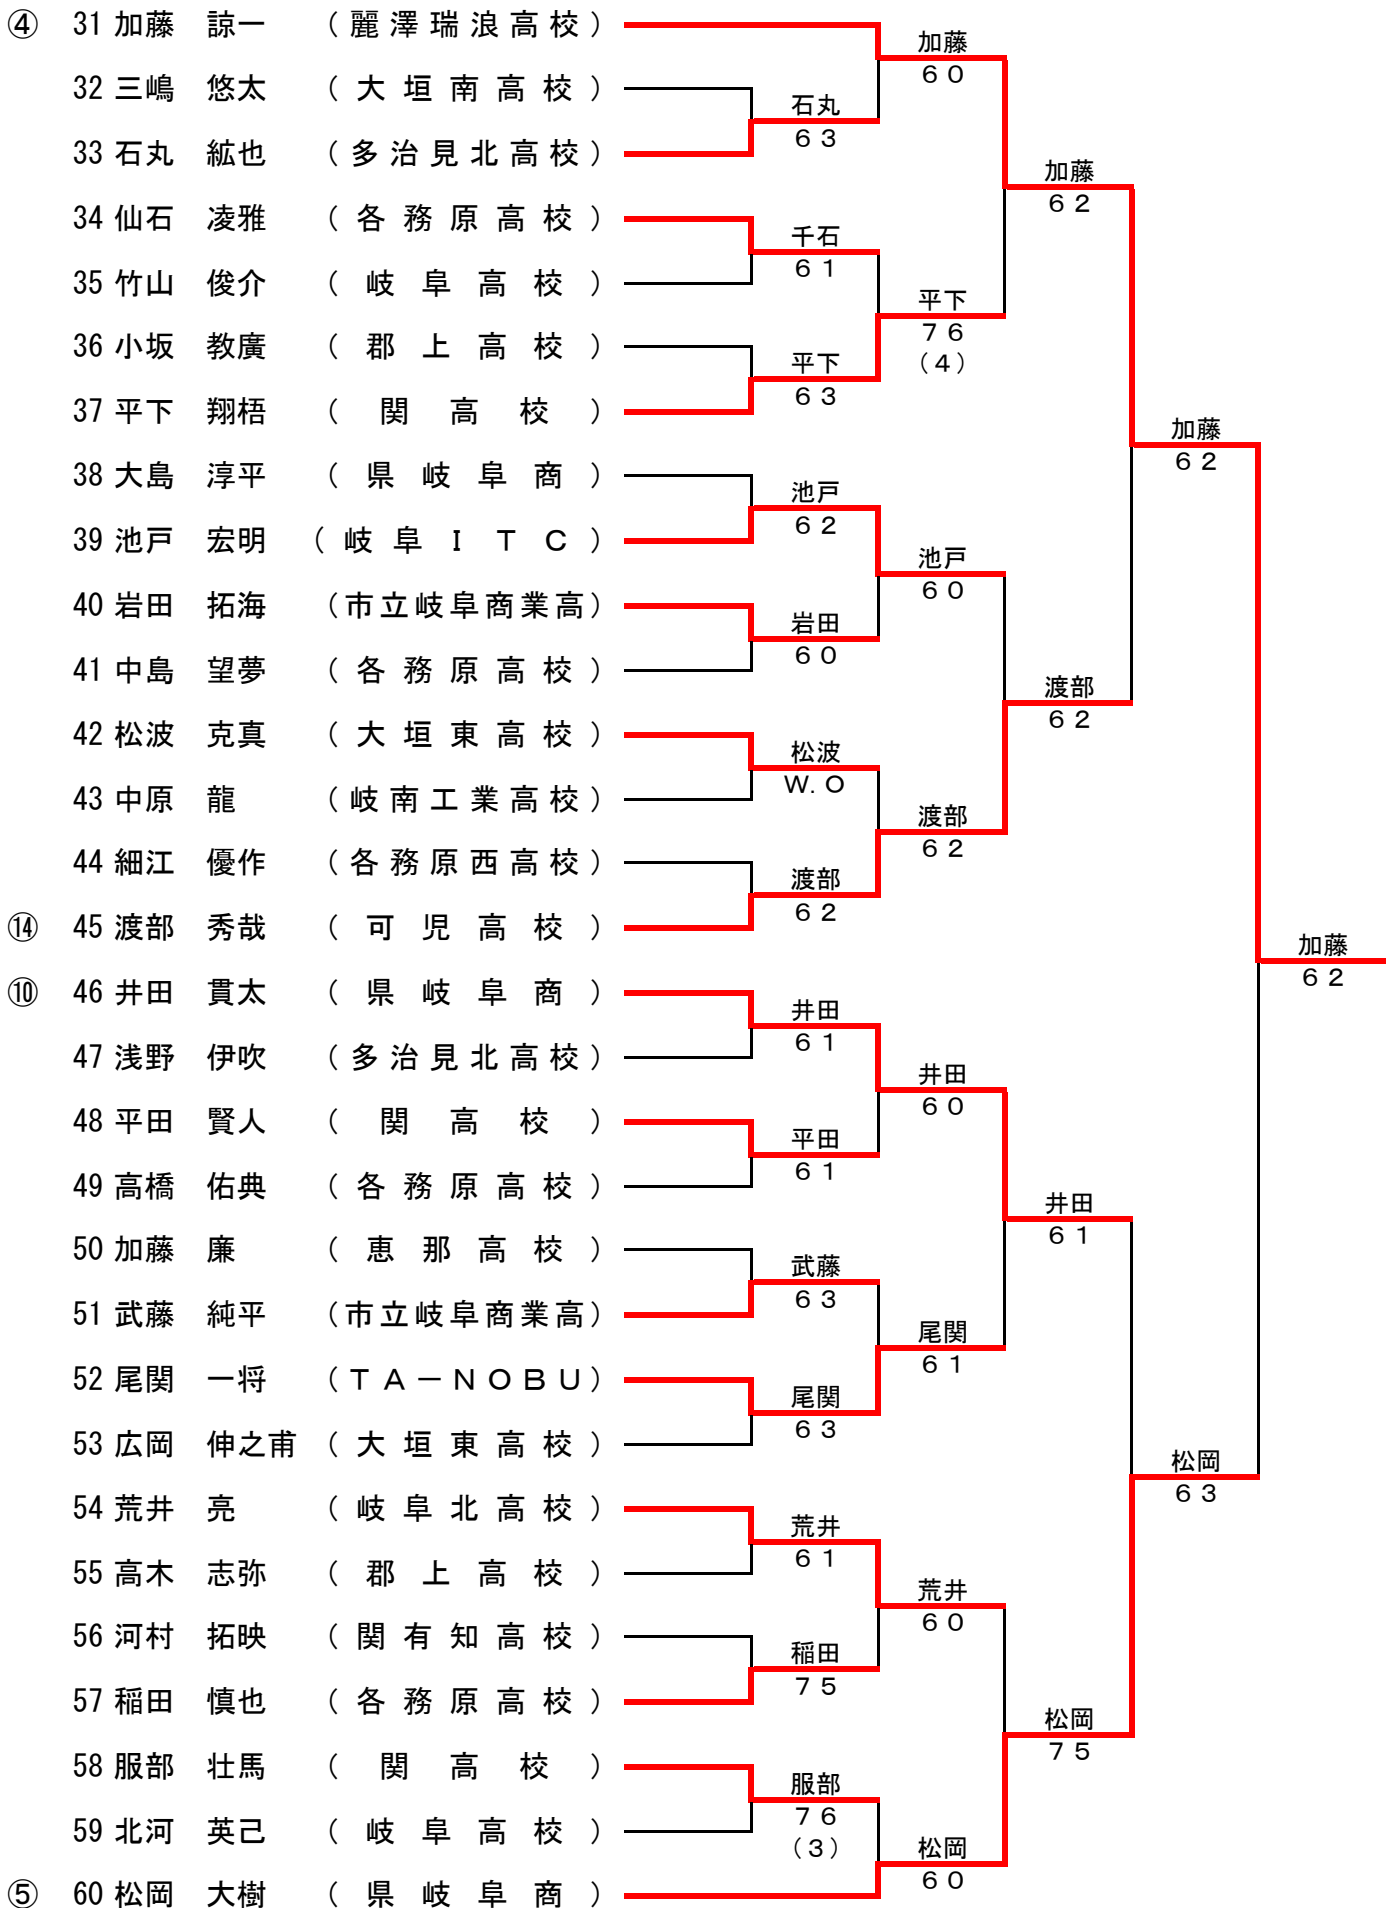 ④ 31 加藤 諒一 （麗澤瑞浪高校）
加藤
60
32 三嶋 悠太 （大垣南高校）
石丸
63
33 石丸 紘也 （多治見北高校）
加藤
62
34 仙石 凌雅 （各務原高校）
千石
61
35 竹山 俊介 （岐阜高校）
平下
76
（4）
36 小坂 教廣 （郡上高校）
平下
63
37 平下 翔梧 （関高校）
加藤
62
38 大島 淳平 （県岐阜商）
池戸
62
39 池戸 宏明 （岐阜ＩＴＣ）
池戸
60
40 岩田 拓海 （市立岐阜商業高）
岩田
60
41 中島 望夢 （各務原高校）
渡部
62
42 松波 克真 （大垣東高校）
松波
W.O
43 中原 龍 （岐南工業高校）
渡部
62
44 細江 優作 （各務原西高校）
渡部
62
⑭ 45 渡部 秀哉 （可児高校）
加藤
62
⑩ 46 井田 貫太 （県岐阜商）
井田
61
47 浅野 伊吹 （多治見北高校）
井田
60
48 平田 賢人 （関高校）
平田
61
49 高橋 佑典 （各務原高校）
井田
61
50 加藤 廉 （恵那高校）
武藤
63
51 武藤 純平 （市立岐阜商業高）
尾関
61
52 尾関 一将 （ＴＡ－ＮＯＢＵ）
尾関
63
53 広岡 伸之甫 （大垣東高校）
松岡
63
54 荒井 亮 （岐阜北高校）
荒井
61
55 高木 志弥 （郡上高校）
荒井
60
56 河村 拓映 （関有知高校）
稲田
75
57 稲田 慎也 （各務原高校）
松岡
75
58 服部 壮馬 （関高校）
服部
76
（3）
59 北河 英己 （岐阜高校）
松岡
60
⑤ 60 松岡 大樹 （県岐阜商）